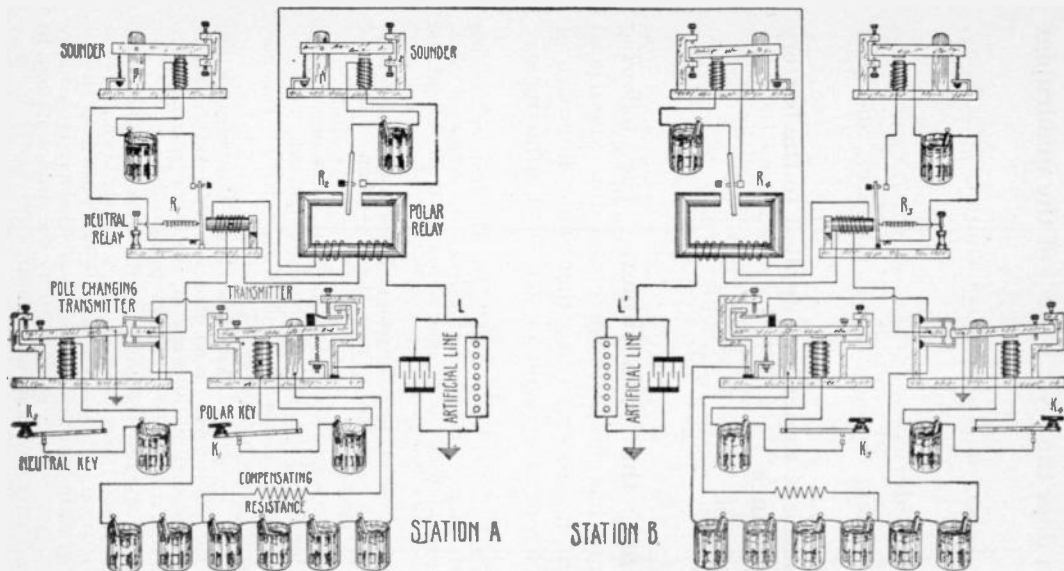 SOUNDER
SOUNDER
P
N
R₁
R₂
R₄
R₃
NEUTRAL
RELAY
POLAR
RELAY
POLE CHANGING
TRANSMITTER
TRANSMITTER
L
L'
ARTIFICIAL LINE
ARTIFICIAL LINE
K₂
NEUTRAL KEY
POLAR KEY
K₁
K₃
K₄
COMPENSATING
RESISTANCE
STATION A
STATION B